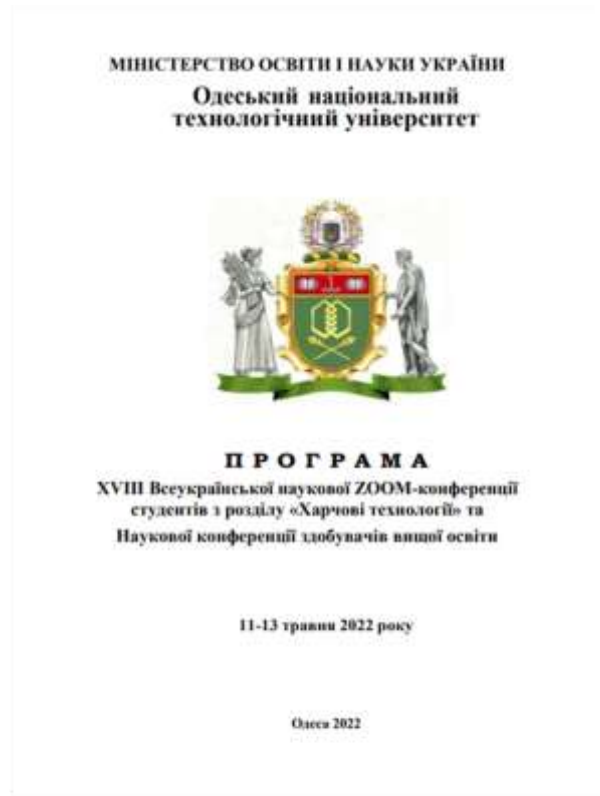 МІНІСТЕРСТВО ОСВІТИ І НАУКИ УКРАЇНИ
Одеський національний
технологічний університет
ПРОГРАМА
XVIII Всеукраїнської наукової ZOOM-конференції
студентів з розділу «Харчові технології» та
Наукової конференції здобувачів вищої освіти
11-13 травня 2022 року
Одеса 2022